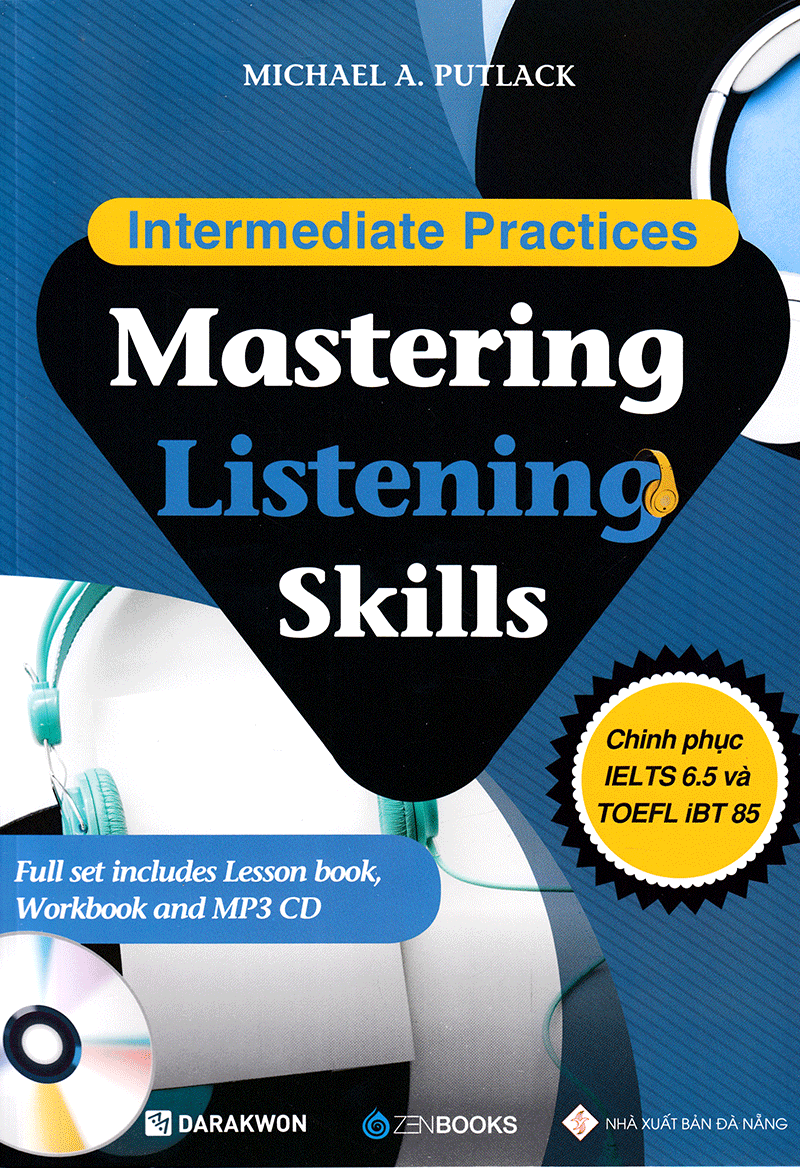 MICHAEL A. PUTLACK
Intermediate Practices
Mastering
Listening
Skills
Chinh phục
IELTS 6.5 và
TOEFL iBT 85
Full set includes Lesson book,
Workbook and MP3 CD
DARAKWON
ZENBOOKS
NHÀ XUẤT BẢN ĐÀ NẴNG